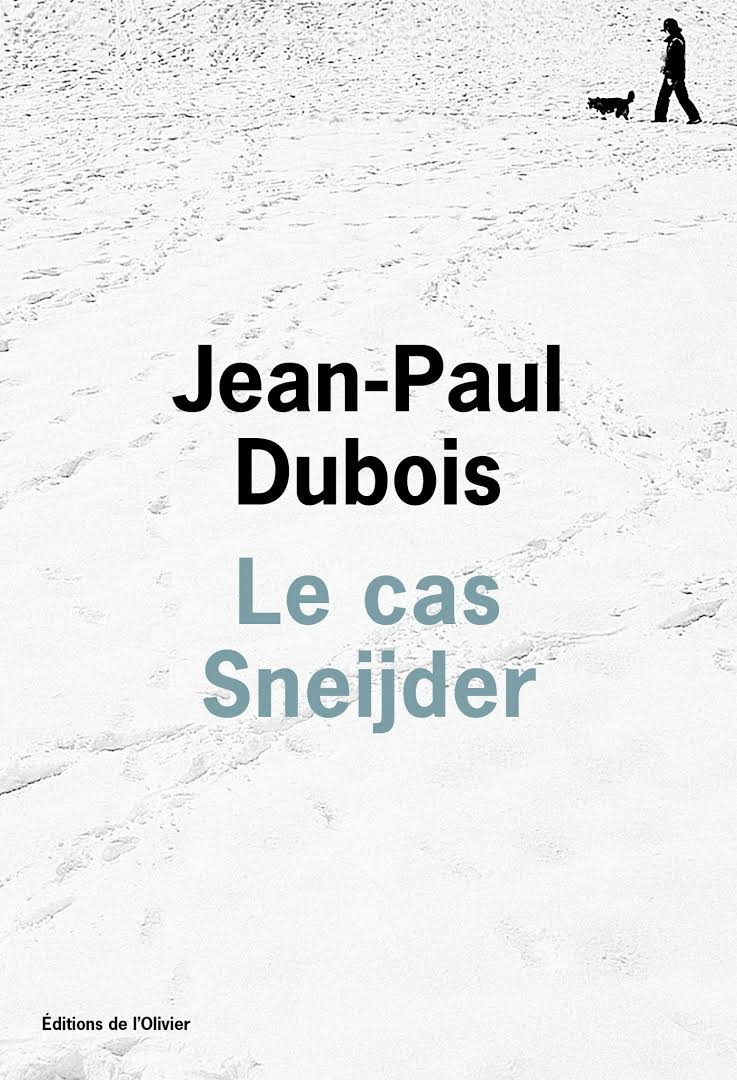 Jean-Paul
Dubois
Le cas
Sneijder
Éditions de l'Olivier